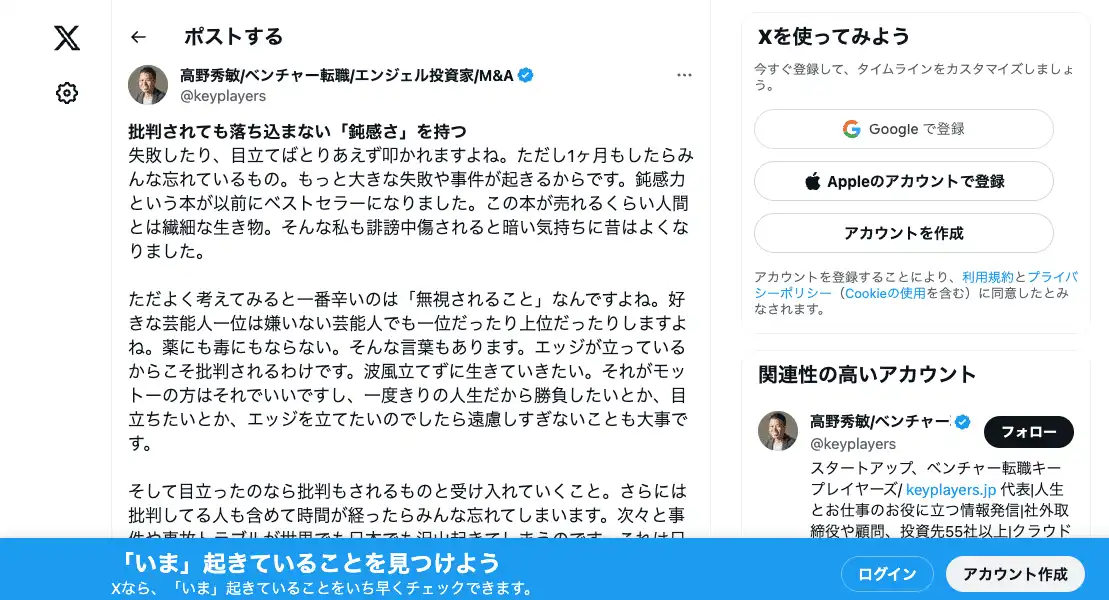 ポストする
高野秀敏/ベンチャー転職/エンジェル投資家/M&A
@keyplayers
批判されても落ち込まない「鈍感さ」を持つ
失敗したり、目立てばとりあえず叩かれますよね。ただし1ヶ月もしたらみ
んな忘れているもの。もっと大きな失敗や事件が起きるからです。鈍感力
という本が以前にベストセラーになりました。この本が売れるくらい人間
とは繊細な生き物。そんな私も誹謗中傷されると暗い気持ちに昔はよくな
りました。
ただよく考えてみると一番辛いのは「無視されること」なんですよね。好
きな芸能人一位は嫌いない芸能人でも一位だったり上位だったりしますよ
ね。薬にも毒にもならない。そんな言葉もあります。エッジが立っている
からこそ批判されるわけです。波風立てずに生きていきたい。それがモッ
トーの方はそれでいいですし、一度きりの人生だから勝負したいとか、目
立ちたいとか、エッジを立てたいのでしたら遠慮しすぎないことも大事で
す。
そして目立ったのなら批判もされるものと受け入れていくこと。さらには
批判してる人も含めて時間が経ったらみんな忘れてしまいます。次々と事
件や事故トラブルが世界でも日本でも沢山起きてしまうのです。これは日
Xを使ってみよう
今すぐ登録して、タイムラインをカスタマイズしましょ
う。
Google で登録
Appleのアカウントで登録
アカウントを作成
アカウントを登録することにより、利用規約とプライバ
シーポリシー（Cookieの使用を含む）に同意したとみ
なされます。
関連性の高いアカウント
高野秀敏/ベンチャー
@keyplayers
フォロー
スタートアップ、ベンチャー転職キー
プレイヤーズ/ keyplayers.jp 代表|人生
とお仕事のお役に立つ情報発信|社外取
締役や顧問、投資先55社以上|クラウド
「いま」起きていることを見つけよう
Xなら、「いま」起きていることをいち早くチェックできます。
ログイン
アカウント作成